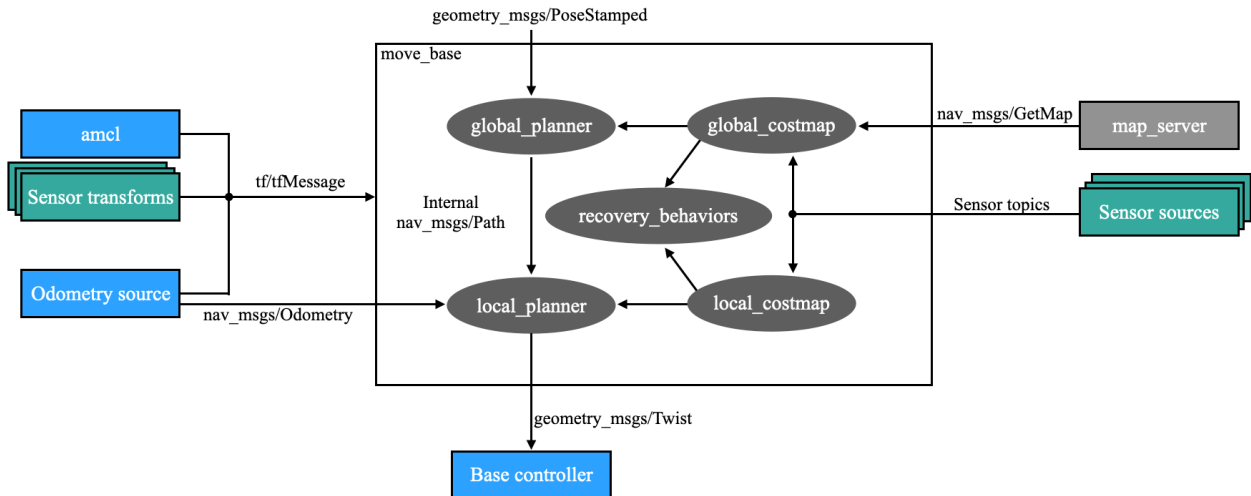 geometry_msgs/PoseStamped
move_base
amcl
global_planner
global_costmap
nav_msgs/GetMap
map_server
Sensor transforms
tf/tfMessage
Internal
nav_msgs/Path
recovery_behaviors
Sensor topics
Sensor sources
Odometry source
nav_msgs/Odometry
local_planner
local_costmap
geometry_msgs/Twist
Base controller